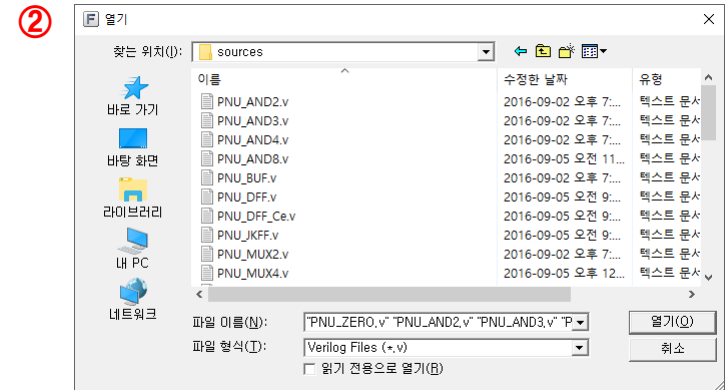 ②
열기
찾는 위치(I): sources
이름 수정한 날짜 유형
PNU_AND2.v 2016-09-02 오후 7:... 텍스트 문서
PNU_AND3.v 2016-09-02 오후 7:... 텍스트 문서
PNU_AND4.v 2016-09-02 오후 7:... 텍스트 문서
PNU_AND8.v 2016-09-05 오전 11... 텍스트 문서
PNU_BUF.v 2016-09-02 오후 7:... 텍스트 문서
PNU_DFF.v 2016-09-05 오전 9:... 텍스트 문서
PNU_DFF_Ce.v 2016-09-05 오전 9:... 텍스트 문서
PNU_JKFF.v 2016-09-05 오전 9:... 텍스트 문서
PNU_MUX2.v 2016-09-02 오후 7:... 텍스트 문서
PNU_MUX4.v 2016-09-05 오후 12... 텍스트 문서
바로 가기
바탕 화면
라이브러리
내 PC
네트워크
파일 이름(N): "PNU_ZERO.v" "PNU_AND2.v" "PNU_AND3.v" "P 열기(O)
파일 형식(T): Verilog Files (*.v) 취소
읽기 전용으로 열기(R)